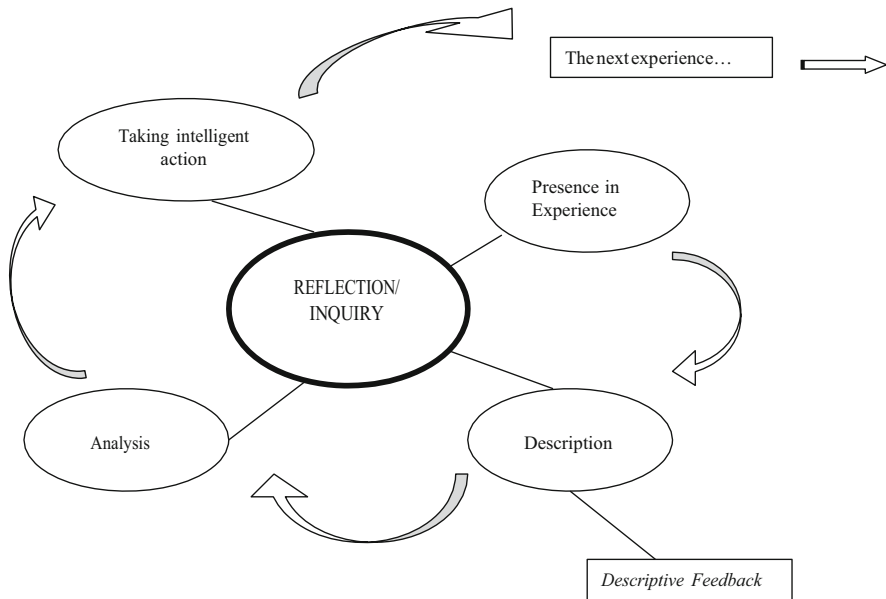 The next experience…
Taking intelligent
action
Presence in
Experience
REFLECTION/
INQUIRY
Analysis
Description
Descriptive Feedback